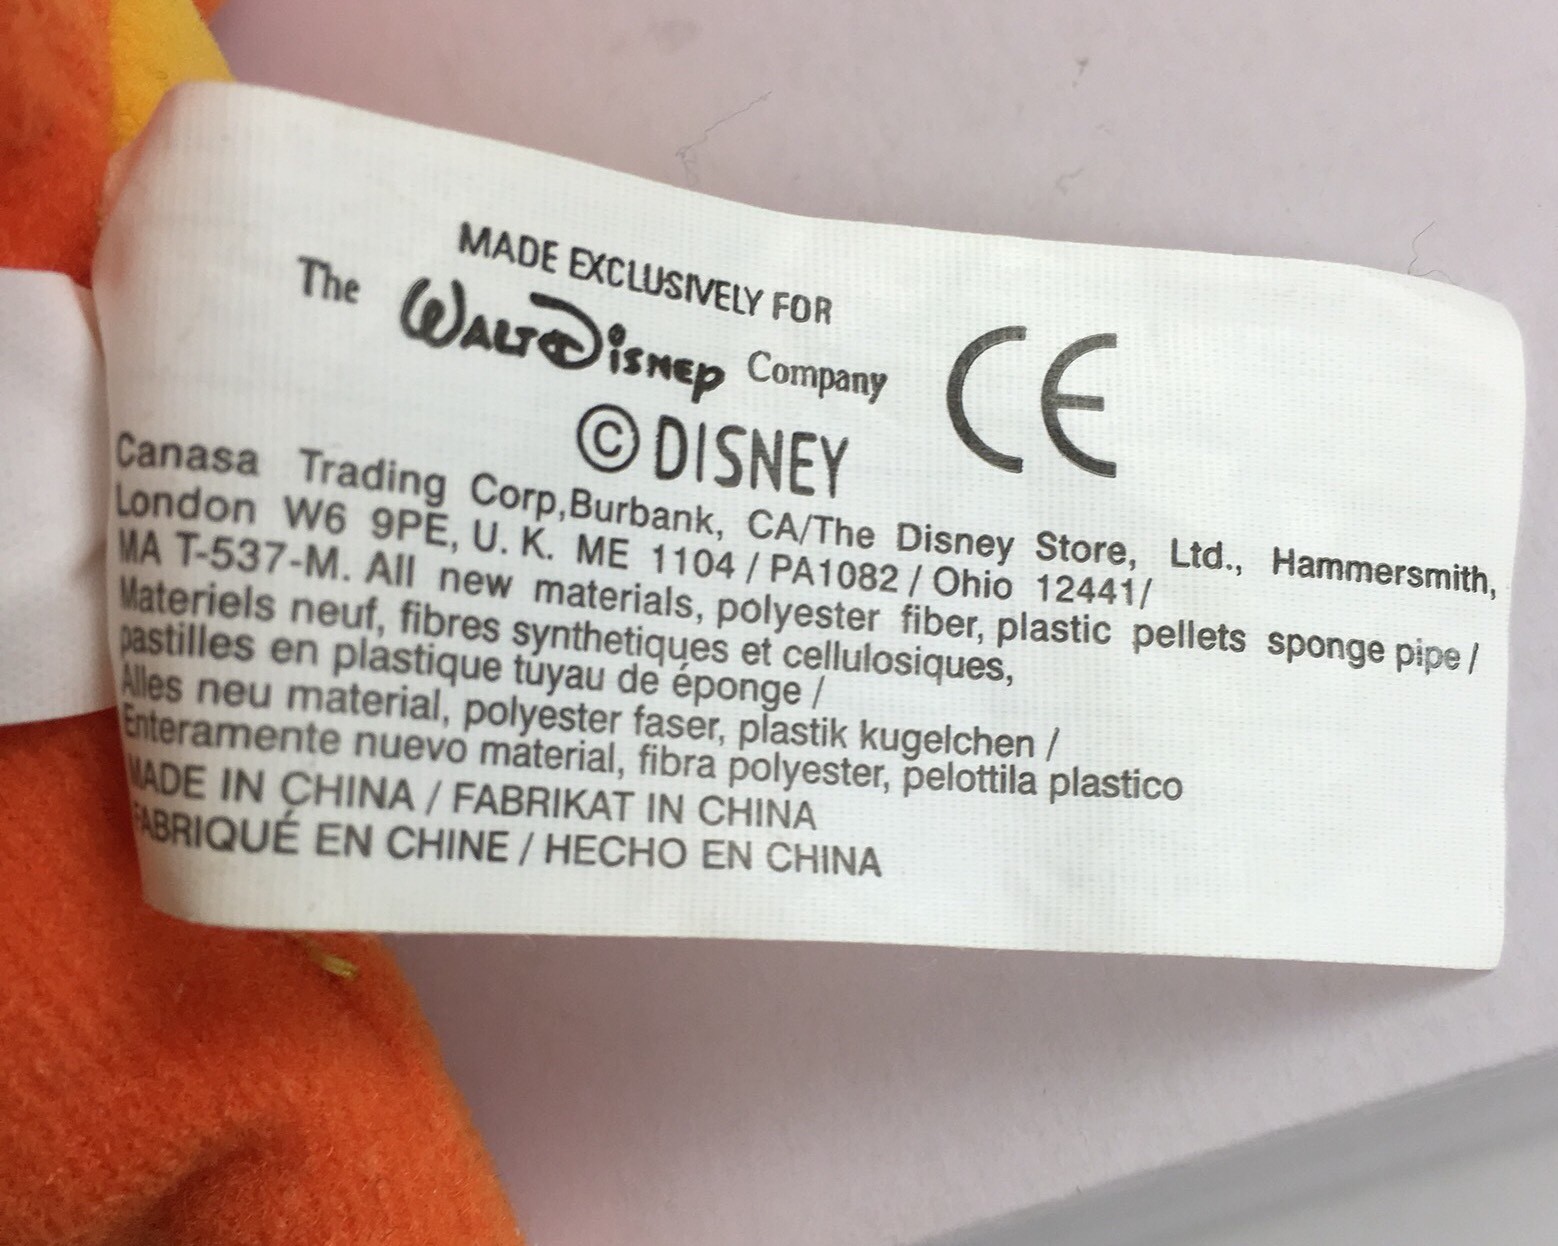 MADE EXCLUSIVELY FOR
The WALT DISNEY Company
CE
© DISNEY
Canasa Trading Corp,Burbank, CA/The Disney Store, Ltd., Hammersmith,
London W6 9PE, U. K. ME 1104 / PA1082 / Ohio 12441/
MA T-537-M. All new materials, polyester fiber, plastic pellets sponge pipe /
Materiels neuf, fibres synthetiques et cellulosiques,
pastilles en plastique tuyau de éponge /
Alles neu material, polyester faser, plastik kugelchen /
Enteramente nuevo material, fibra polyester, pelottila plastico
MADE IN CHINA / FABRIKAT IN CHINA
FABRIQUÉ EN CHINE / HECHO EN CHINA